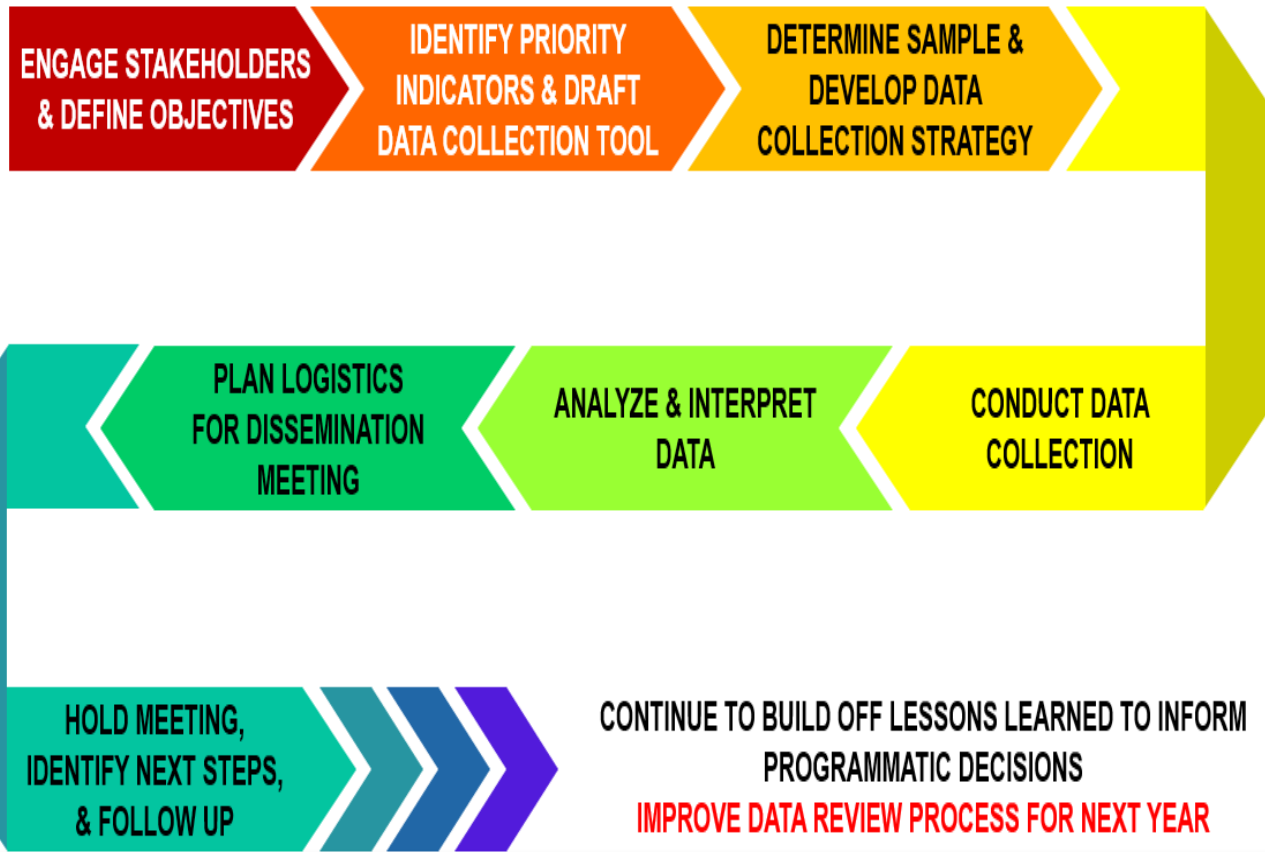 ENGAGE STAKEHOLDERS
& DEFINE OBJECTIVES
IDENTIFY PRIORITY
INDICATORS & DRAFT
DATA COLLECTION TOOL
DETERMINE SAMPLE &
DEVELOP DATA
COLLECTION STRATEGY
CONDUCT DATA
COLLECTION
ANALYZE & INTERPRET
DATA
PLAN LOGISTICS
FOR DISSEMINATION
MEETING
HOLD MEETING,
IDENTIFY NEXT STEPS,
& FOLLOW UP
CONTINUE TO BUILD OFF LESSONS LEARNED TO INFORM
PROGRAMMATIC DECISIONS
IMPROVE DATA REVIEW PROCESS FOR NEXT YEAR